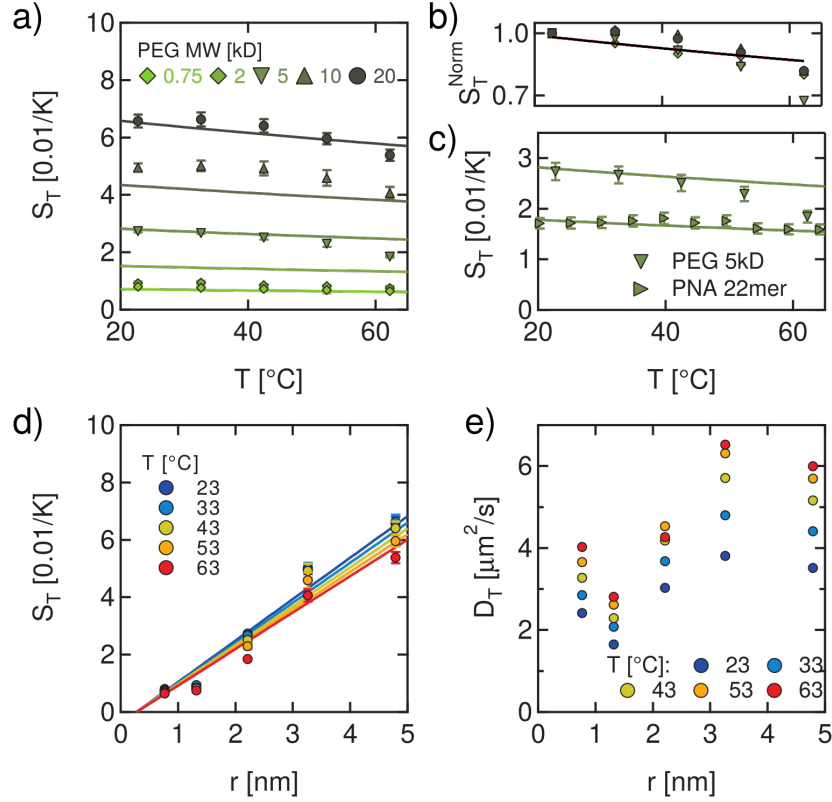 a)
S_T [0.01/K]
10
8
6
4
2
0
PEG MW [kD]
0.75 2 5 10 20
20 40 60
T [°C]
b)
S_T^Norm
1.0
0.7
c)
S_T [0.01/K]
3
2
1
0
PEG 5kD
PNA 22mer
20 40 60
T [°C]
d)
S_T [0.01/K]
10
8
6
4
2
0
T [°C]
23
33
43
53
63
0 1 2 3 4 5
r [nm]
e)
D_T [µm²/s]
6
4
2
0
T [°C]: 23 33
43 53 63
0 1 2 3 4 5
r [nm]